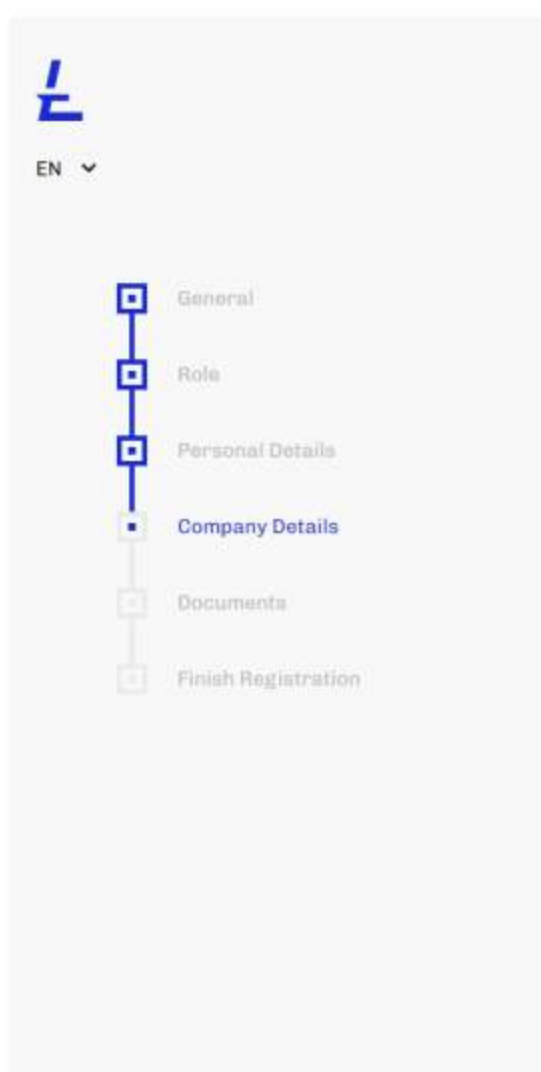 EN
General
Role
Personal Details
Company Details
Documents
Finish Registration